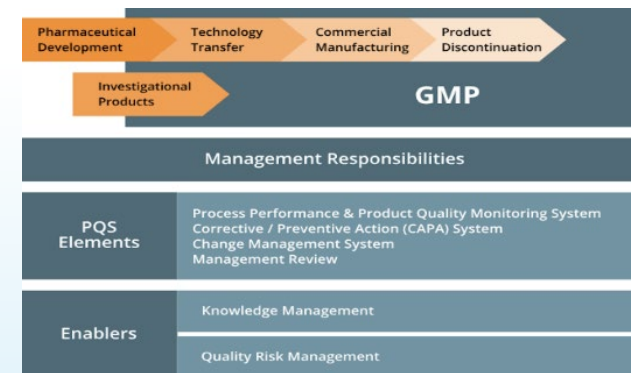 Pharmaceutical
Development
Technology
Transfer
Commercial
Manufacturing
Product
Discontinuation
Investigational
Products
GMP
Management Responsibilities
PQS
Elements
Process Performance & Product Quality Monitoring System
Corrective / Preventive Action (CAPA) System
Change Management System
Management Review
Enablers
Knowledge Management
Quality Risk Management